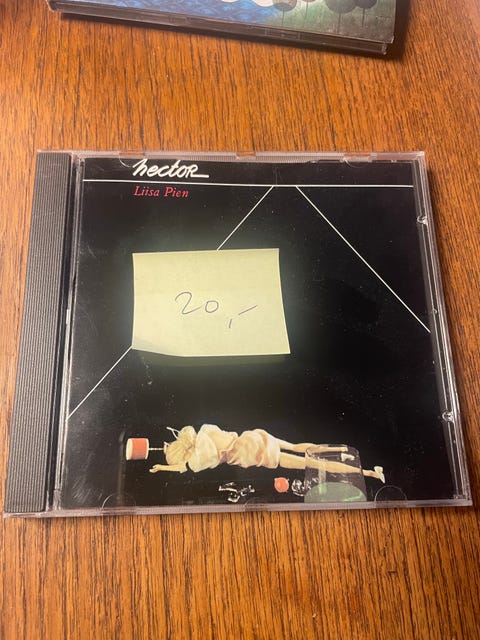 hector
Liisa Pien
20,-